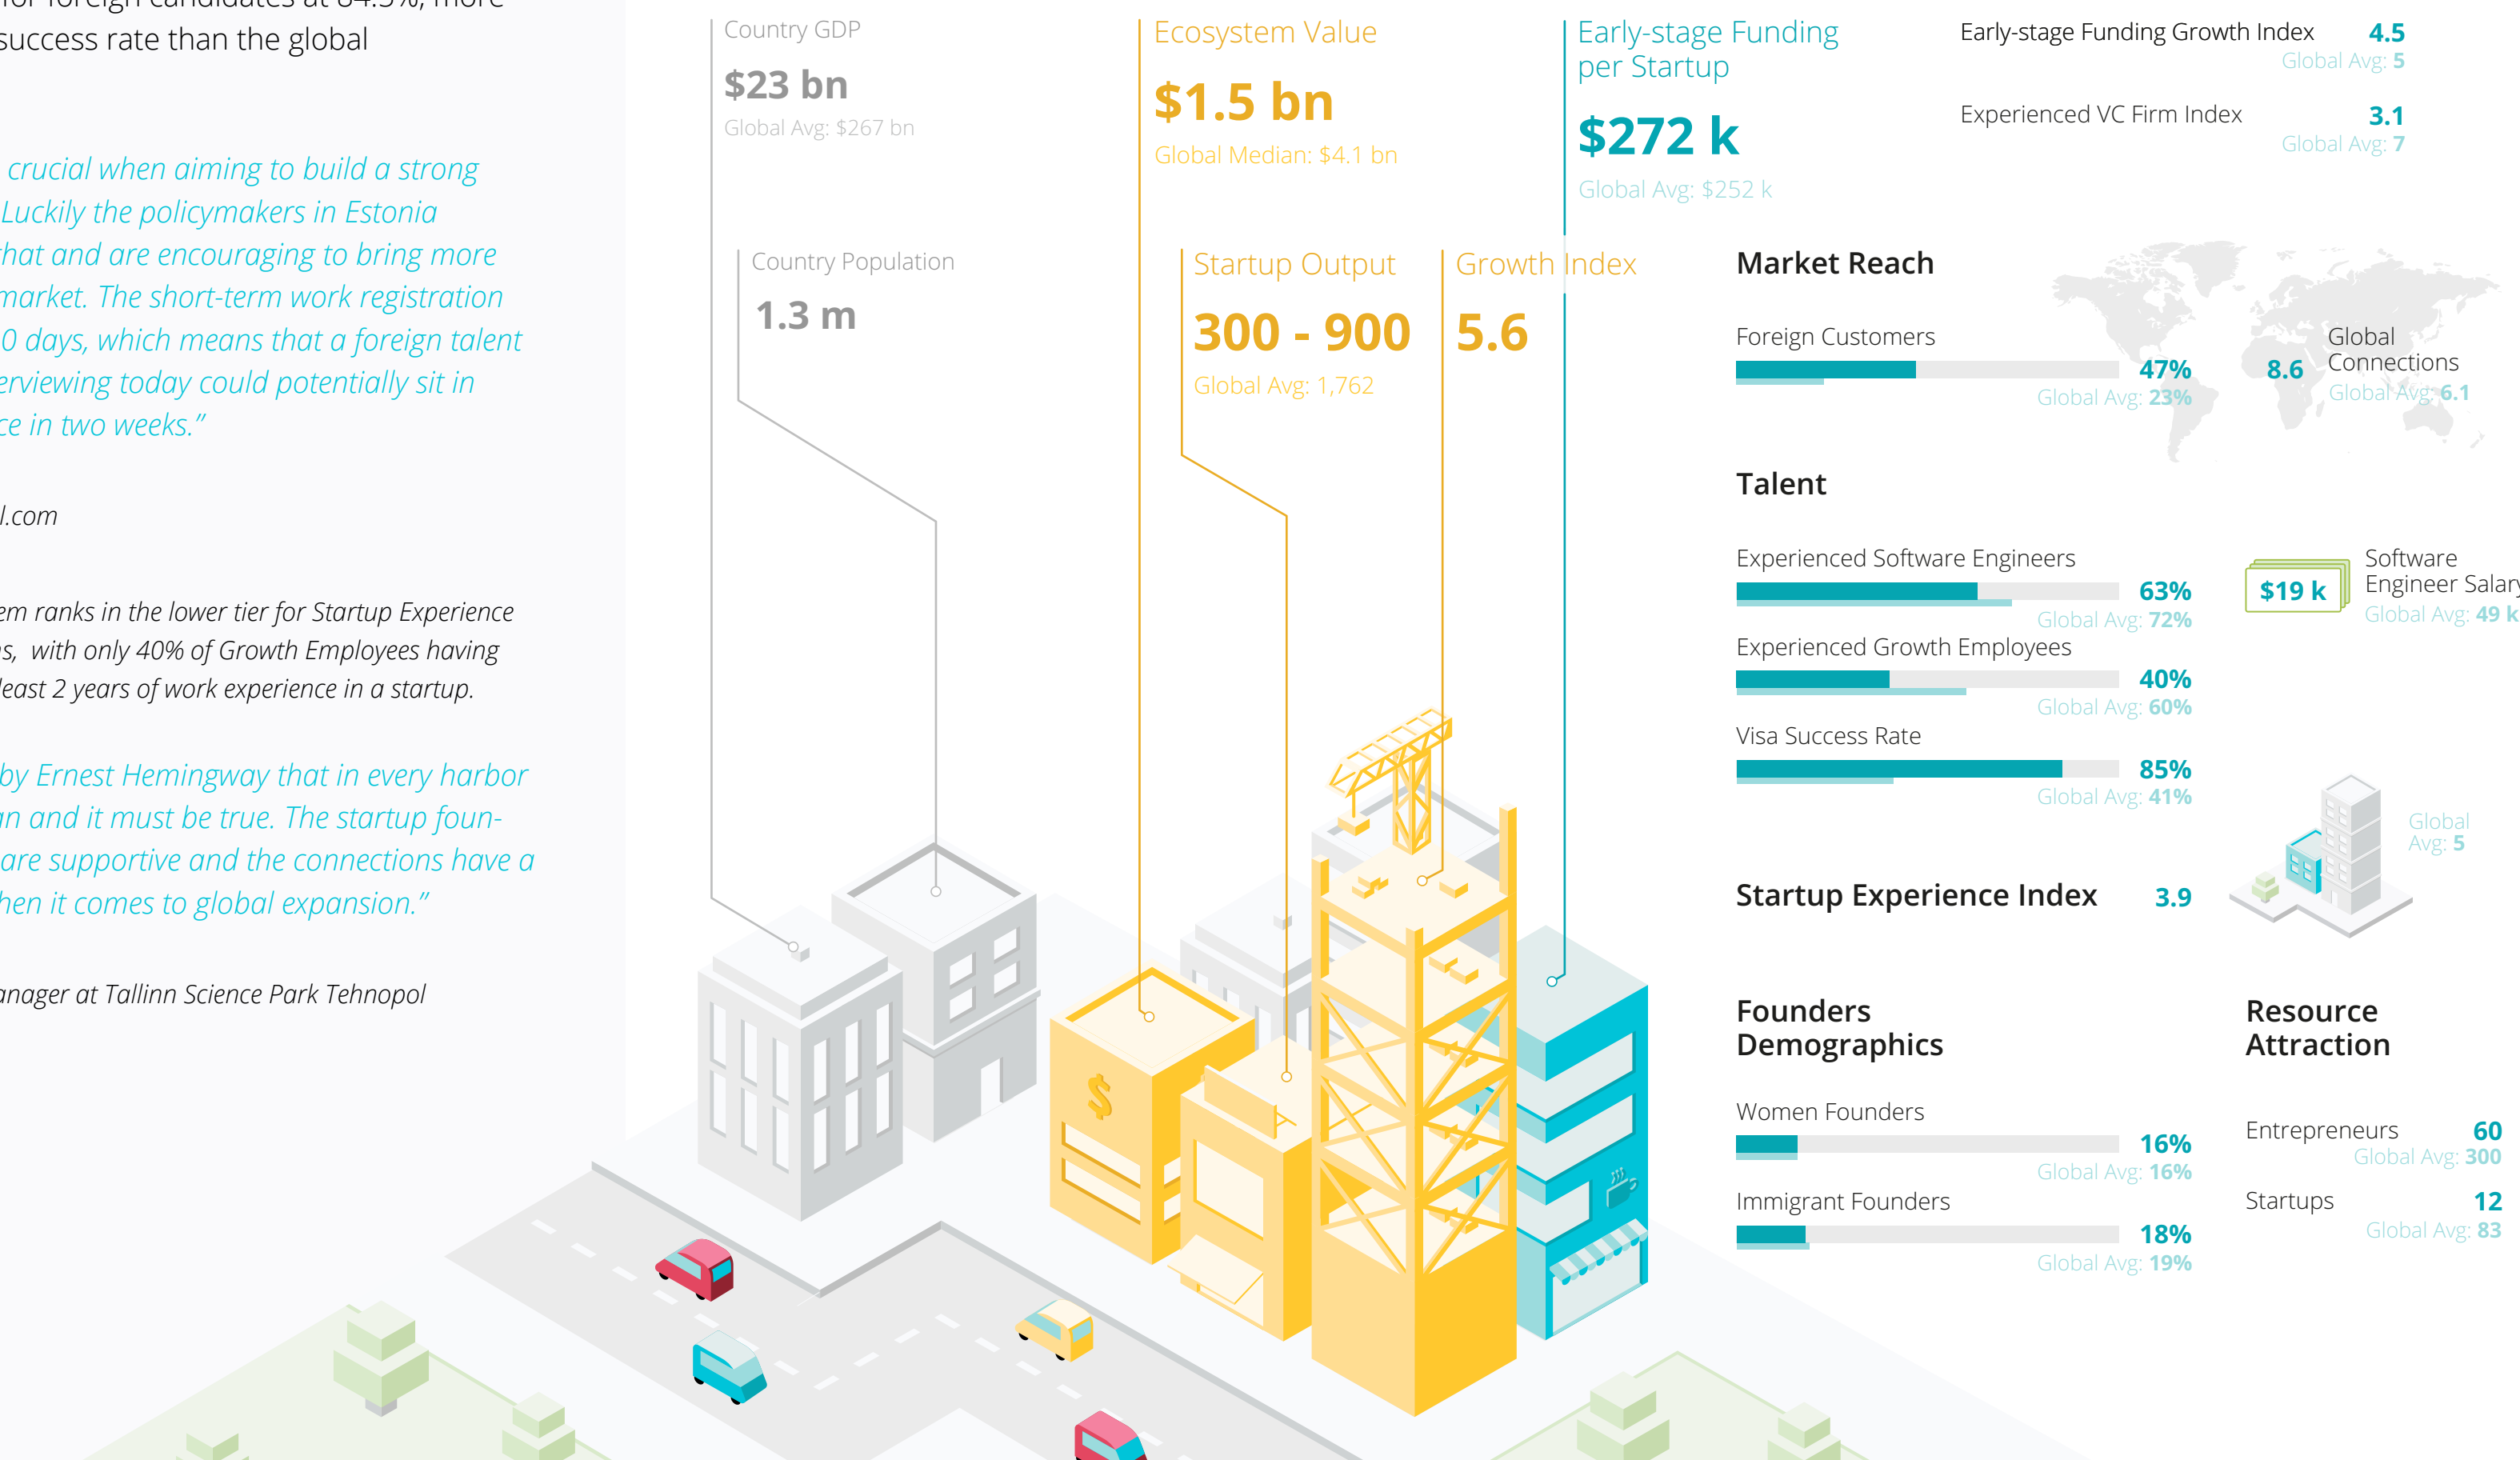 for foreign candidates at 84.5%, more
success rate than the global
crucial when aiming to build a strong
Luckily the policymakers in Estonia
that and are encouraging to bring more
market. The short-term work registration
0 days, which means that a foreign talent
erviewing today could potentially sit in
ce in two weeks.”
l.com
em ranks in the lower tier for Startup Experience
s, with only 40% of Growth Employees having
least 2 years of work experience in a startup.
by Ernest Hemingway that in every harbor
an and it must be true. The startup foun-
are supportive and the connections have a
hen it comes to global expansion.”
anager at Tallinn Science Park Tehnopol
Country GDP
$23 bn
Global Avg: $267 bn
Country Population
1.3 m
Ecosystem Value
$1.5 bn
Global Median: $4.1 bn
Startup Output
300 - 900
Global Avg: 1,762
Growth Index
5.6
Early-stage Funding
per Startup
$272 k
Global Avg: $252 k
Early-stage Funding Growth Index 4.5
Global Avg: 5
Experienced VC Firm Index 3.1
Global Avg: 7
Market Reach
Foreign Customers
47%
Global Avg: 23%
8.6
Global
Connections
Global Avg: 6.1
Talent
Experienced Software Engineers
63%
Global Avg: 72%
$19 k
Software
Engineer Salary
Global Avg: 49 k
Experienced Growth Employees
40%
Global Avg: 60%
Visa Success Rate
85%
Global Avg: 41%
Startup Experience Index 3.9
Global
Avg: 5
Founders
Demographics
Women Founders
16%
Global Avg: 16%
Immigrant Founders
18%
Global Avg: 19%
Resource
Attraction
Entrepreneurs 60
Global Avg: 300
Startups 12
Global Avg: 83
$